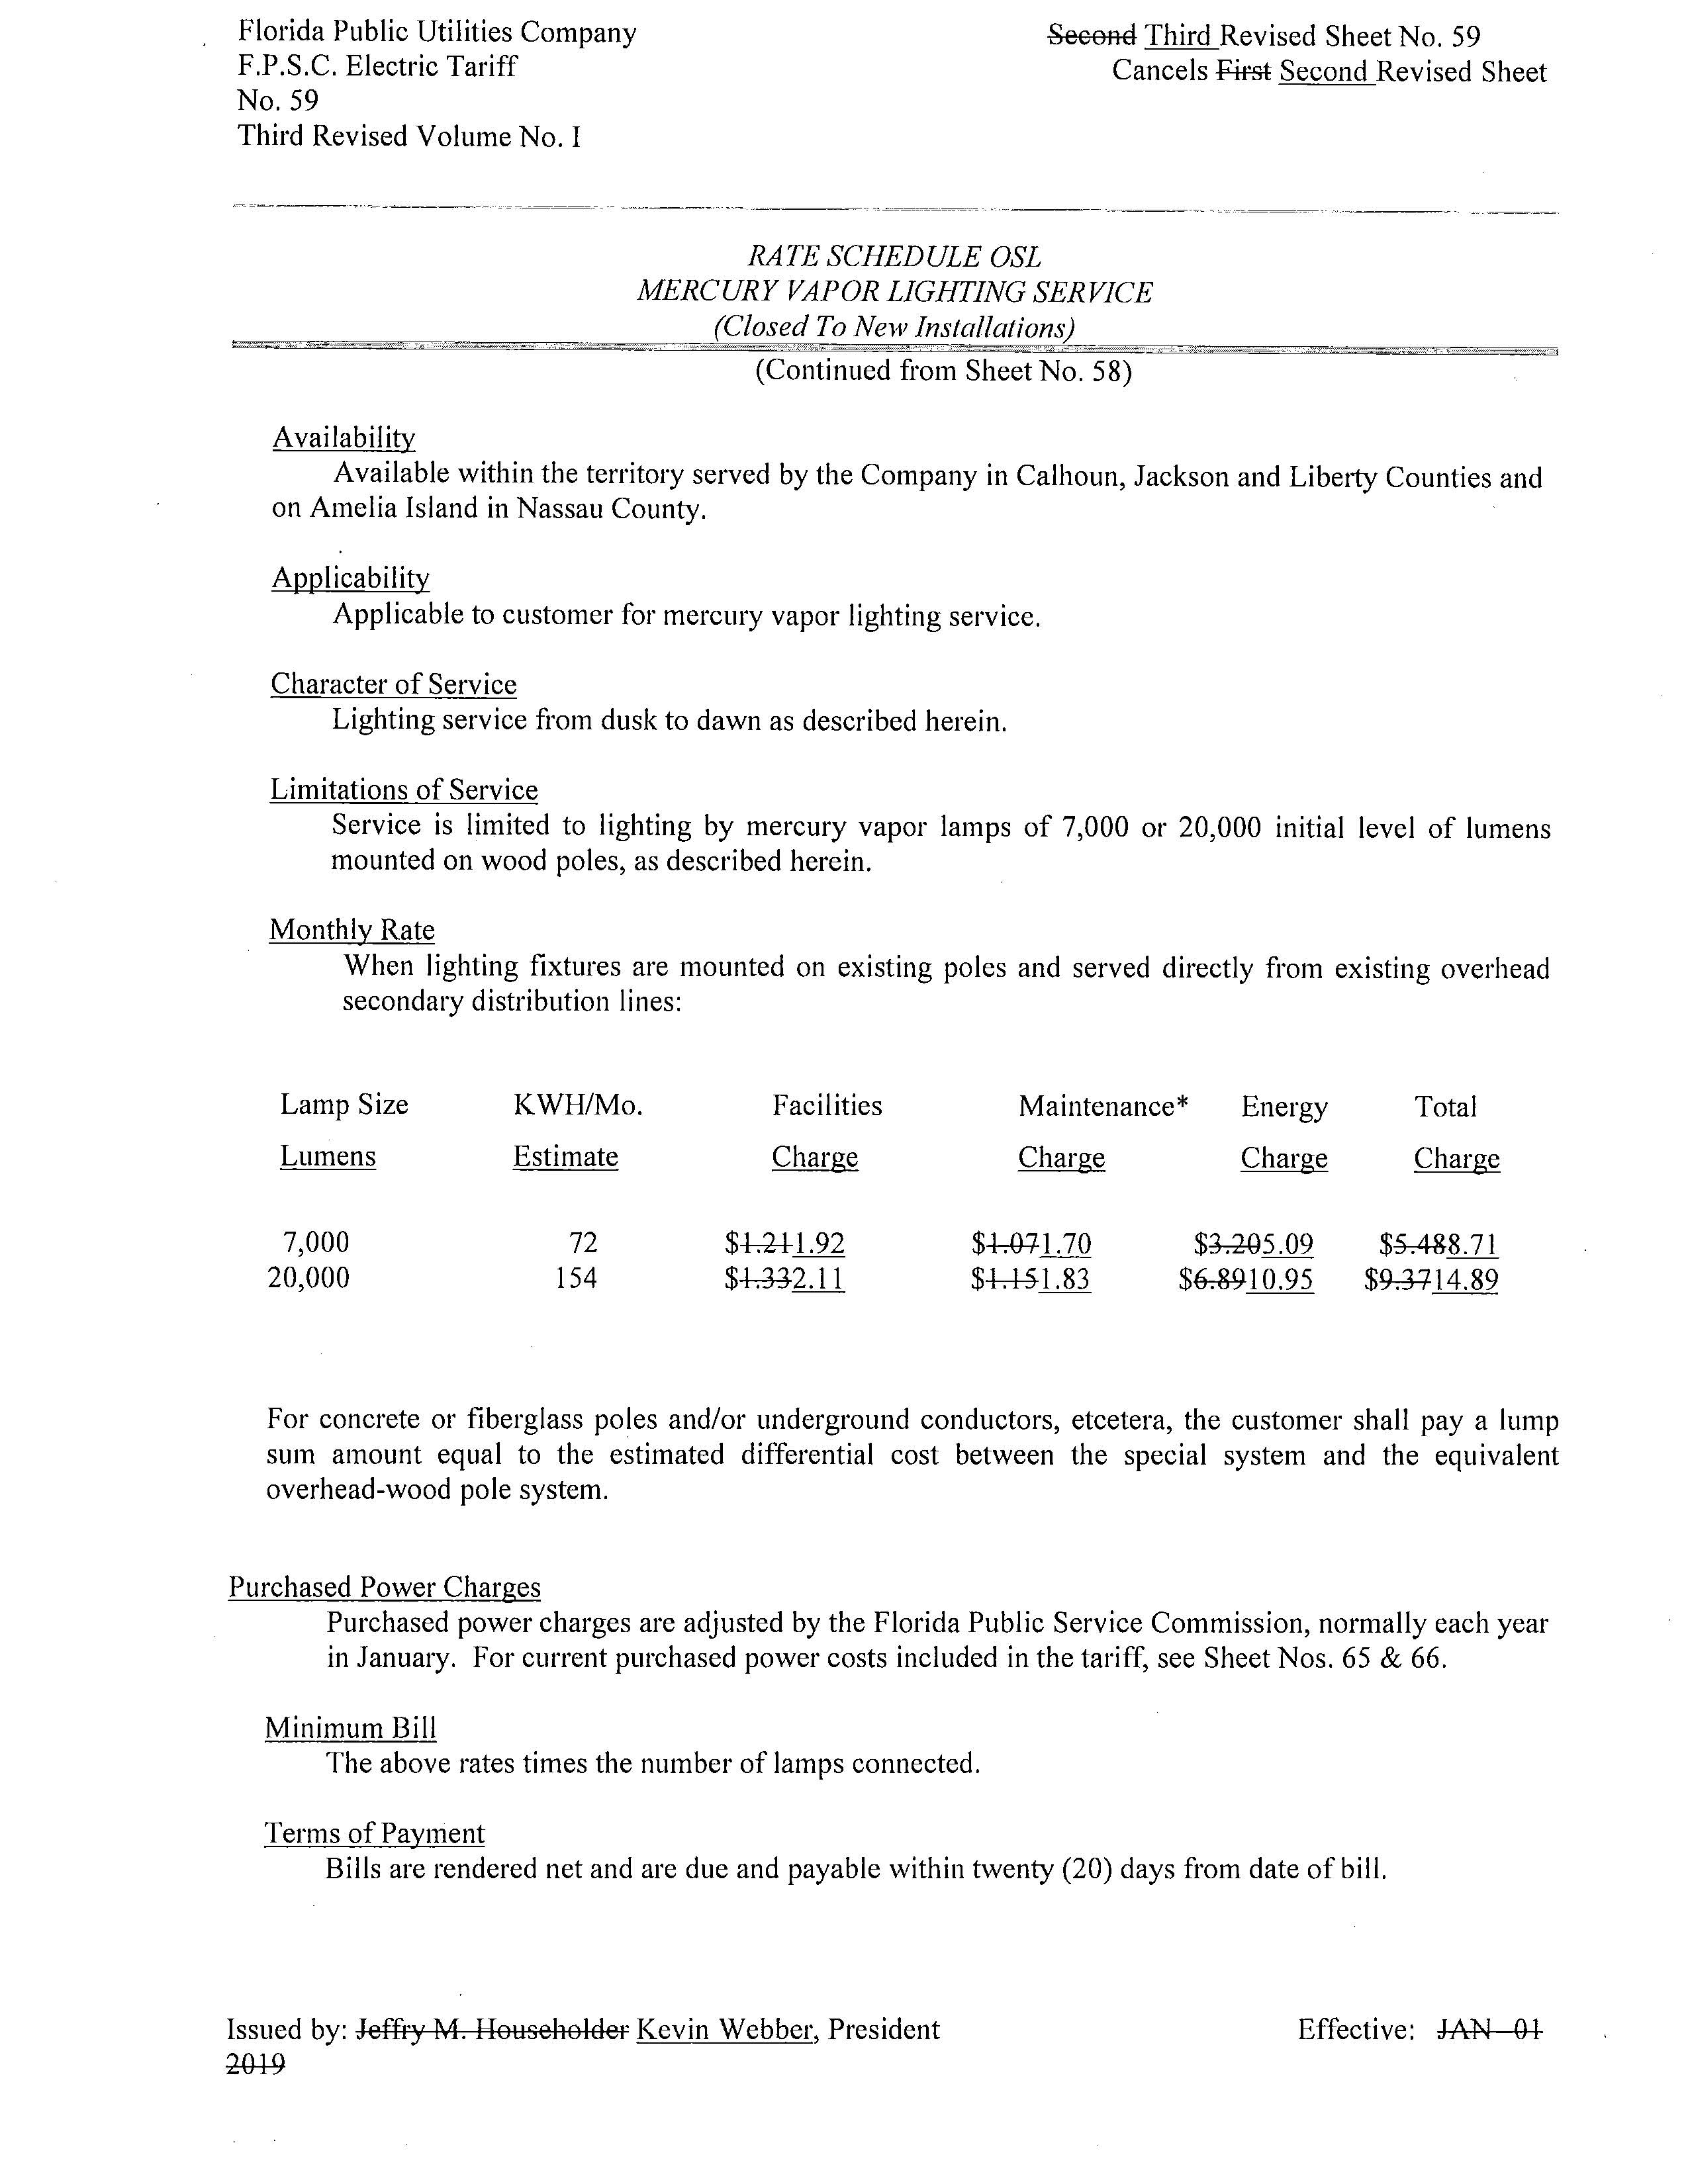 Florida Public Utilities Company
Second Third Revised Sheet No. 59
F.P.S.C. Electric Tariff
Cancels First Second Revised Sheet
No. 59
Third Revised Volume No. I
RATE SCHEDULE OSL
MERCURY VAPOR LIGHTING SERVICE
(Closed To New Installations)
(Continued from Sheet No. 58)
Availability
Available within the territory served by the Company in Calhoun, Jackson and Liberty Counties and
on Amelia Island in Nassau County.
Applicability
Applicable to customer for mercury vapor lighting service.
Character of Service
Lighting service from dusk to dawn as described herein.
Limitations of Service
Service is limited to lighting by mercury vapor lamps of 7,000 or 20,000 initial level of lumens
mounted on wood poles, as described herein.
Monthly Rate
When lighting fixtures are mounted on existing poles and served directly from existing overhead
secondary distribution lines:
Lamp Size KWH/Mo. Facilities Maintenance* Energy Total
Lumens Estimate Charge Charge Charge Charge
7,000 72 $1.211.92 $1.071.70 $3.205.09 $5.488.71
20,000 154 $1.332.11 $1.151.83 $6.8910.95 $9.3714.89
For concrete or fiberglass poles and/or underground conductors, etcetera, the customer shall pay a lump
sum amount equal to the estimated differential cost between the special system and the equivalent
overhead-wood pole system.
Purchased Power Charges
Purchased power charges are adjusted by the Florida Public Service Commission, normally each year
in January. For current purchased power costs included in the tariff, see Sheet Nos. 65 & 66.
Minimum Bill
The above rates times the number of lamps connected.
Terms of Payment
Bills are rendered net and are due and payable within twenty (20) days from date of bill.
Issued by: Jeffry M. Householder Kevin Webber, President Effective: JAN 01
2019